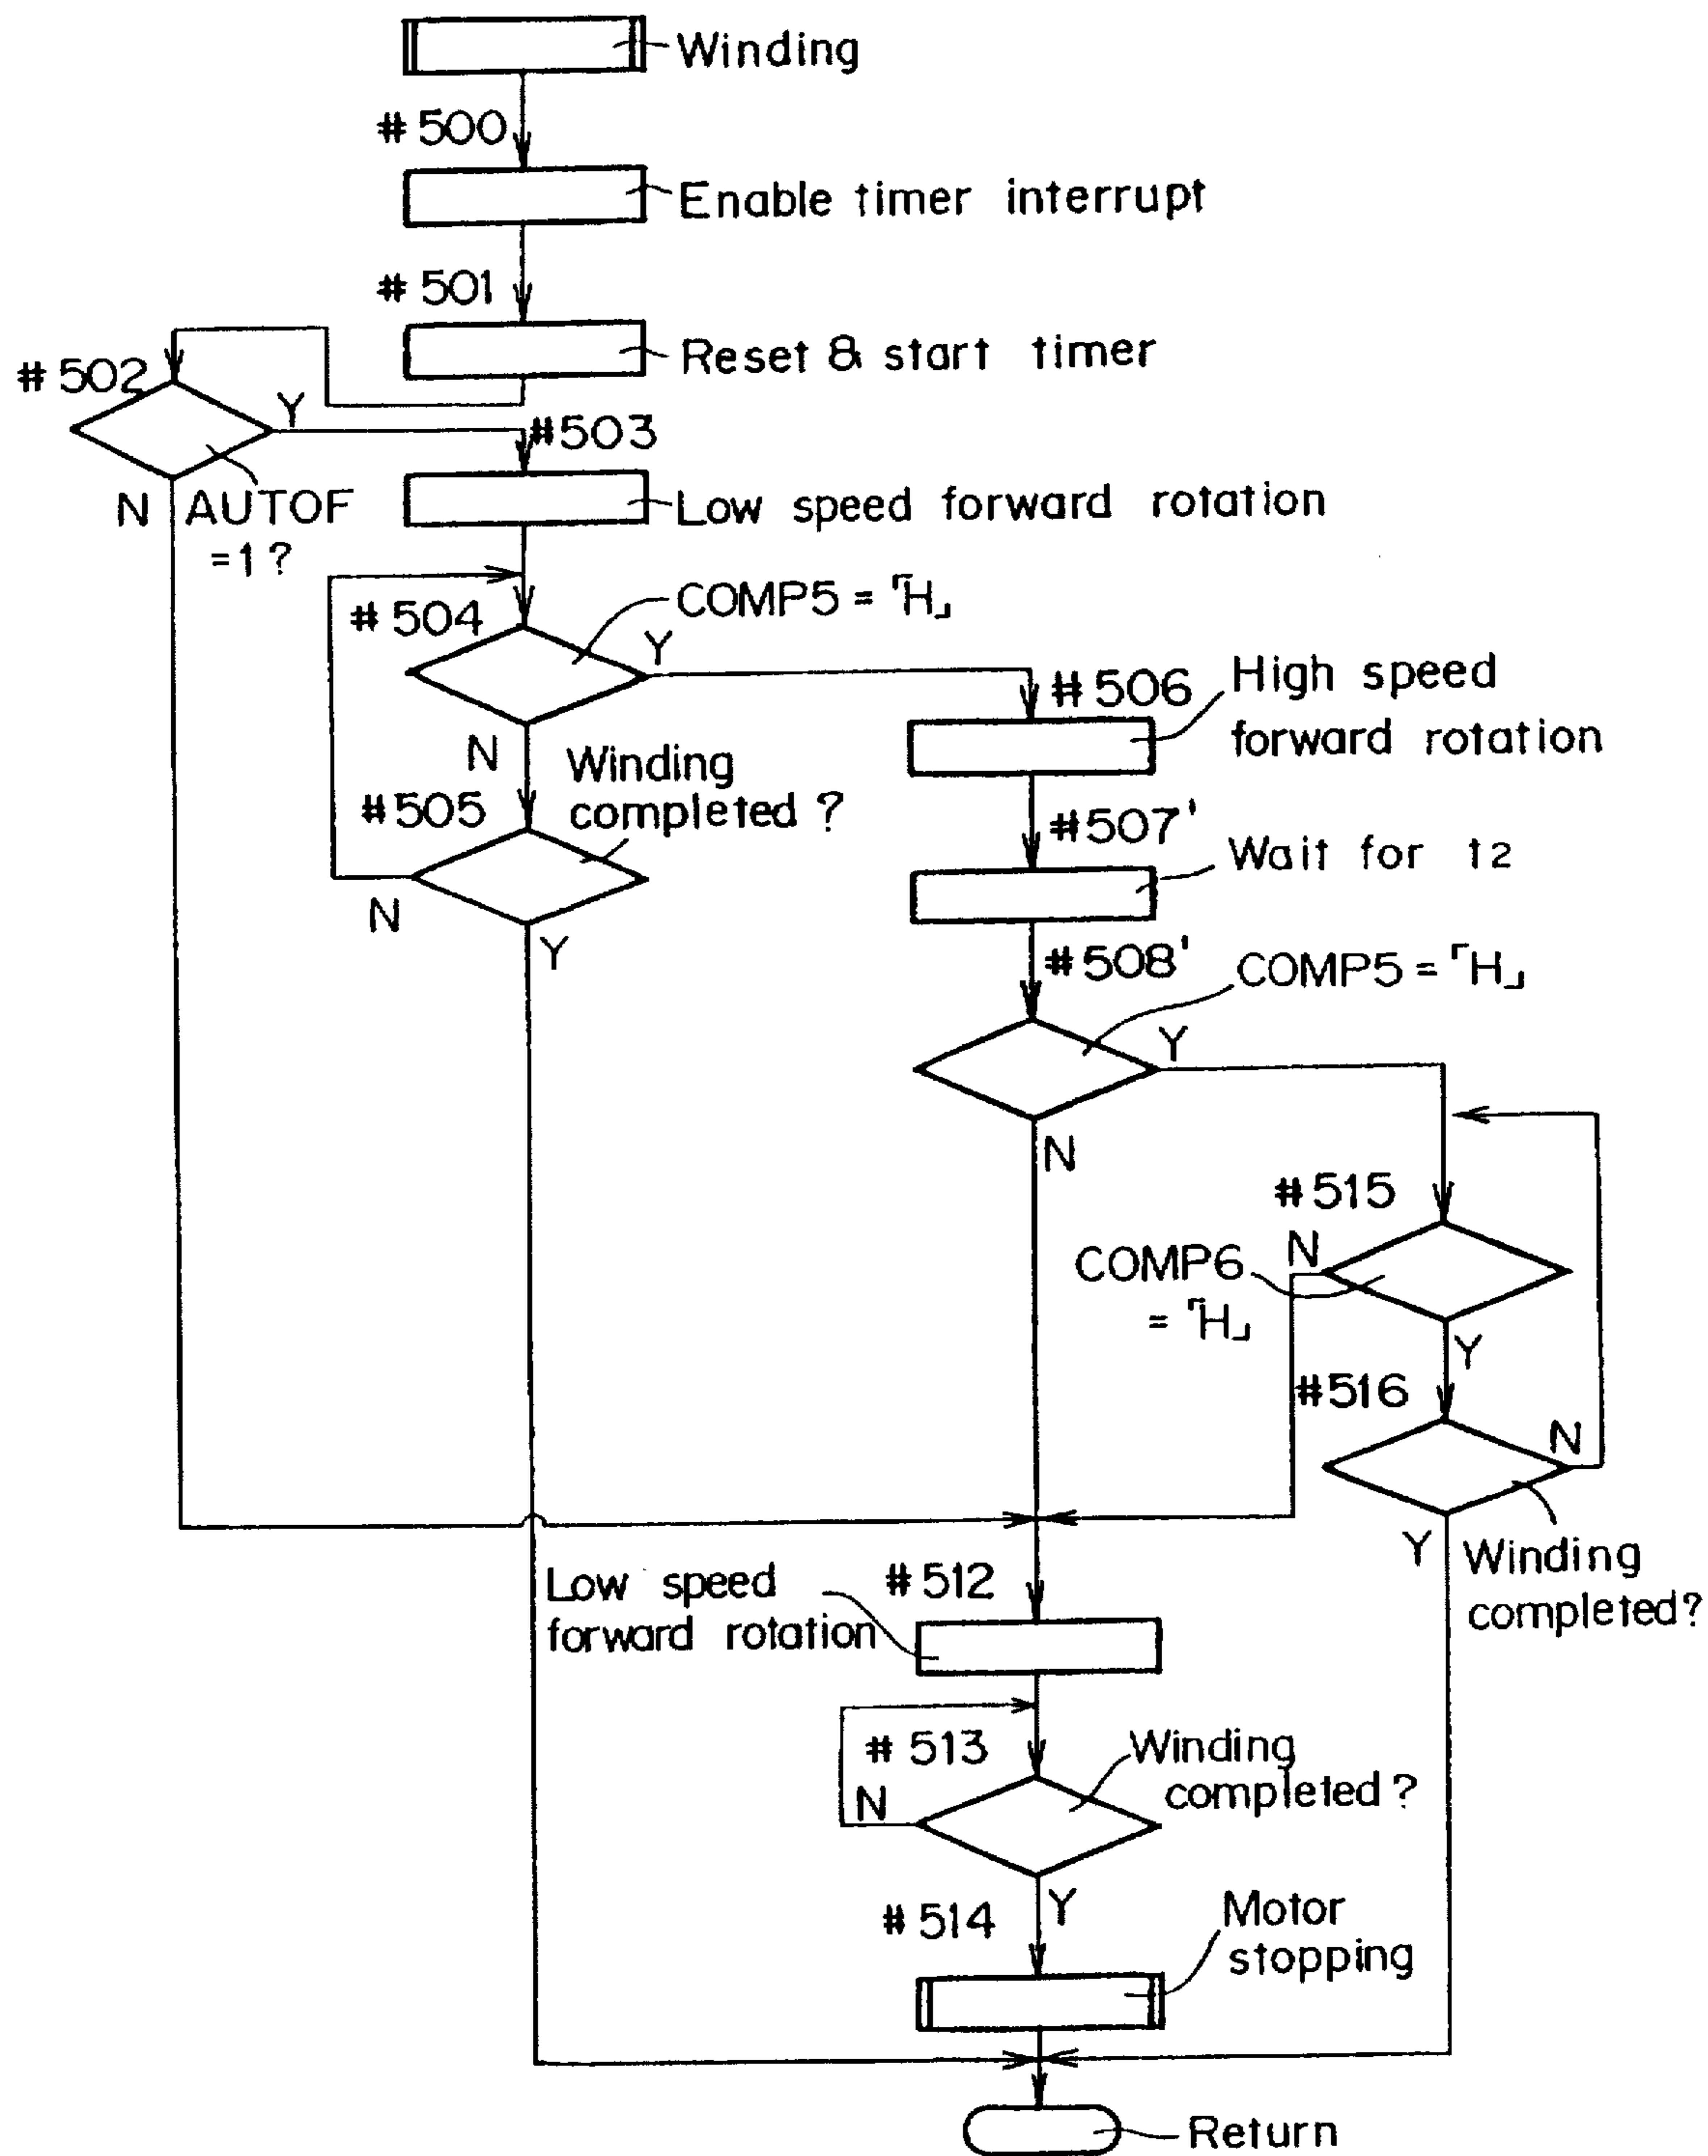 Winding
#500
Enable timer interrupt
#501
Reset & start timer
#502
Y
#503
N
AUTOF
=1?
Low speed forward rotation
#504
COMP5=「H」
Y
#506
High speed
forward rotation
N
Winding
completed?
#505
#507'
Wait for t2
N
Y
#508'
COMP5=「H」
Y
N
#515
N
COMP6
=「H」
Y
#516
N
Y
Winding
completed?
Low speed
forward rotation
#512
#513
Winding
completed?
N
Y
#514
Motor
stopping
Return